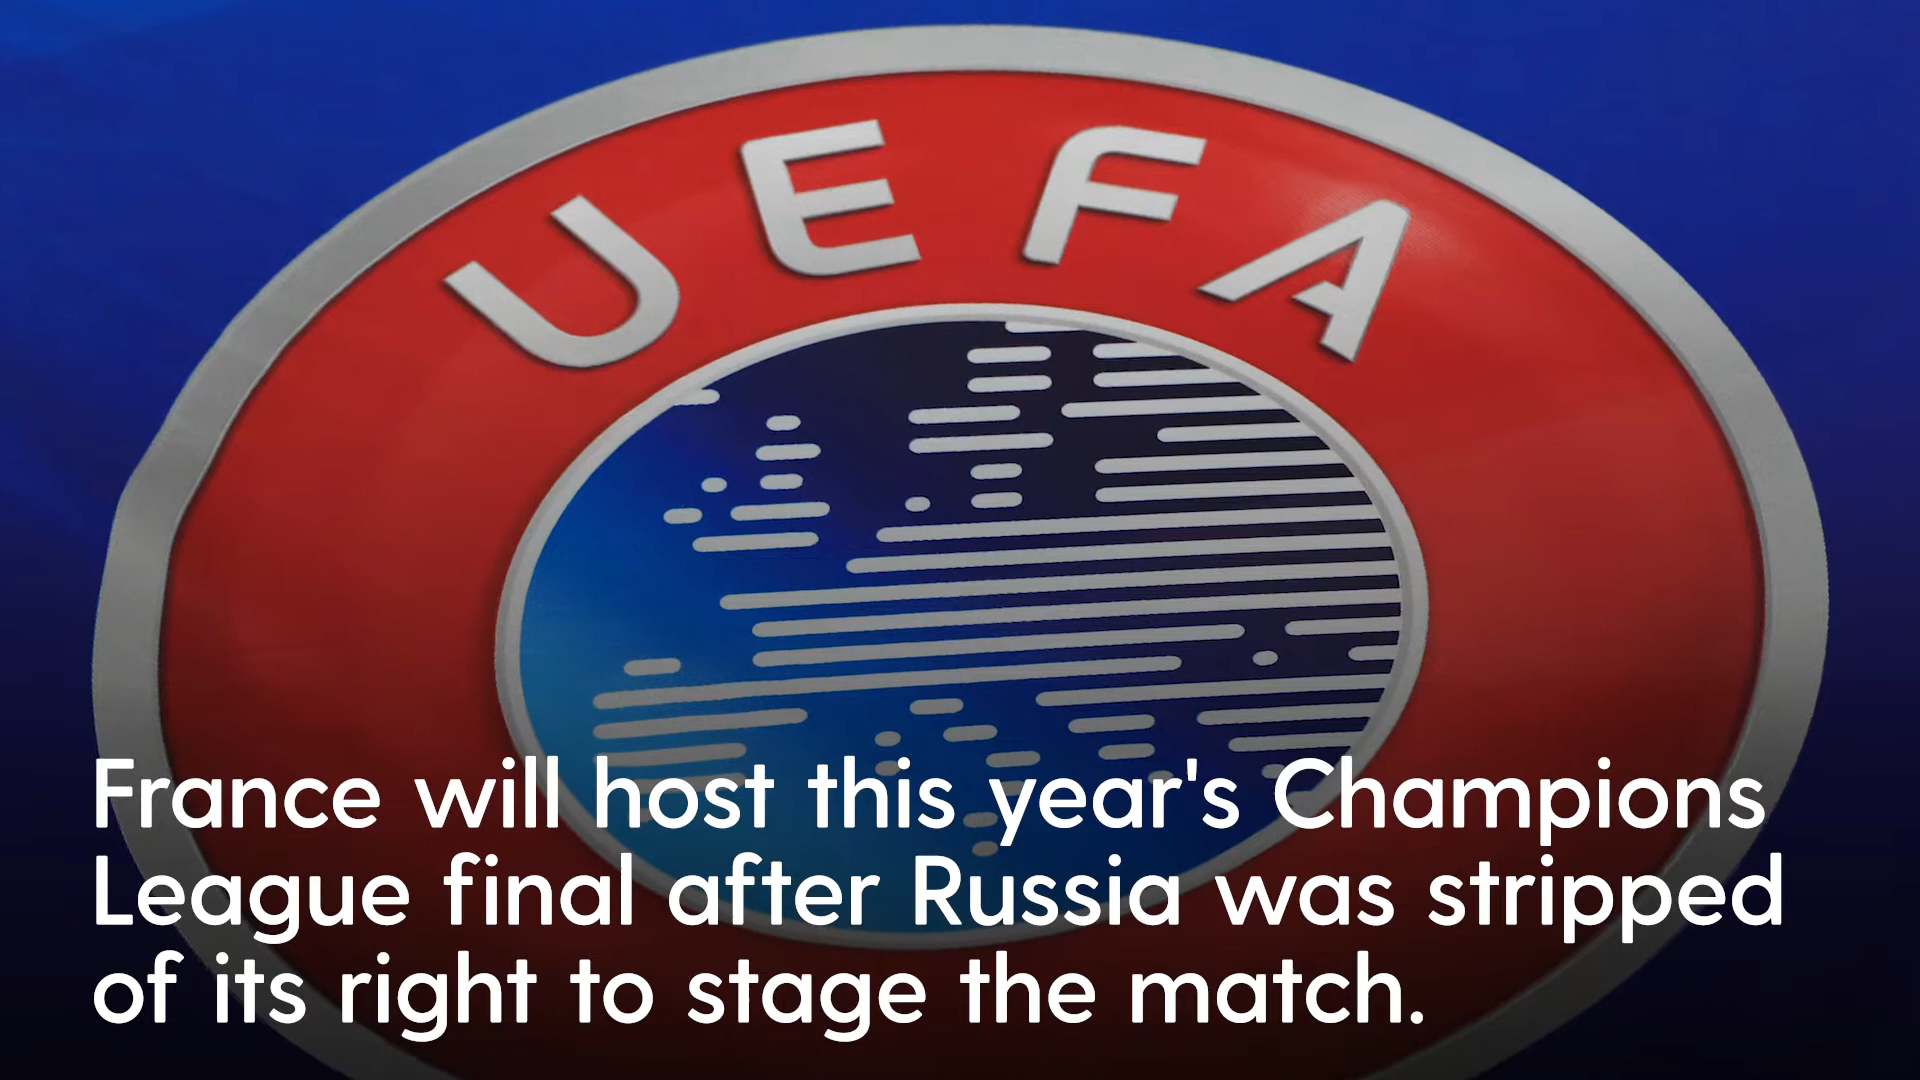 UEFA
France will host this year's Champions
League final after Russia was stripped
of its right to stage the match.